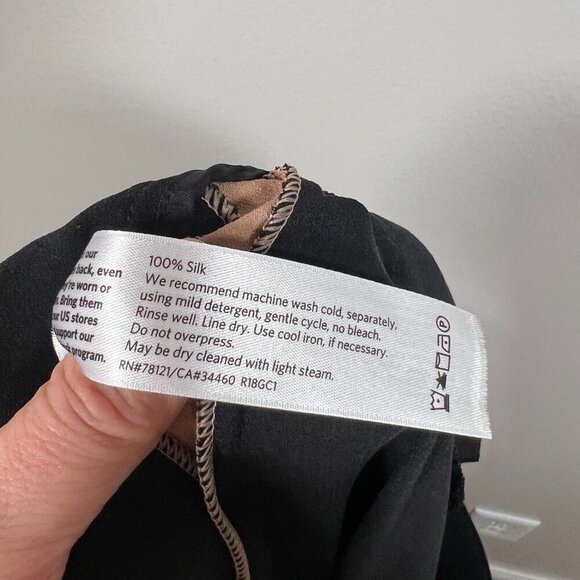 our
back, even
worn or
Bring them
US stores
support our
program.
100% Silk
We recommend machine wash cold, separately,
using mild detergent, gentle cycle, no bleach.
Rinse well. Line dry. Use cool iron, if necessary.
Do not overpress.
May be dry cleaned with light steam.
RN#78121/CA#34460 R18GC1
P